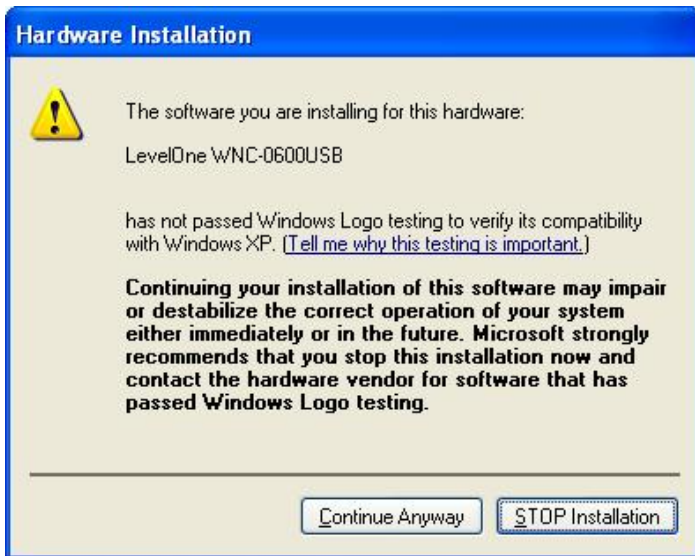 Hardware Installation
The software you are installing for this hardware:
LevelOne WNC-0600USB
has not passed Windows Logo testing to verify its compatibility
with Windows XP. (Tell me why this testing is important.)
Continuing your installation of this software may impair
or destabilize the correct operation of your system
either immediately or in the future. Microsoft strongly
recommends that you stop this installation now and
contact the hardware vendor for software that has
passed Windows Logo testing.
Continue Anyway STOP Installation